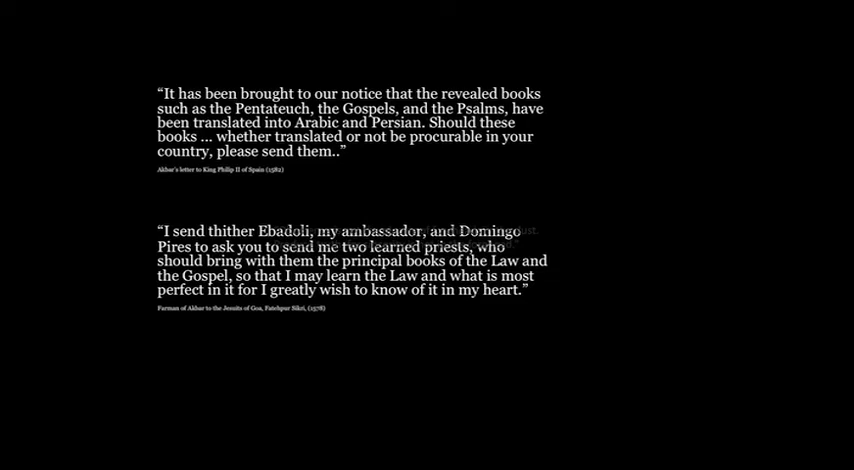 “It has been brought to our notice that the revealed books
such as the Pentateuch, the Gospels, and the Psalms, have
been translated into Arabic and Persian. Should these
books ... whether translated or not be procurable in your
country, please send them..”
Akbar's letter to King Philip II of Spain (1582)
“I send thither Ebadali, my ambassador, and Domingo
Pires to ask you to send me two learned priests, who
should bring with them the principal books of the Law and
the Gospel, so that I may learn the Law and what is most
perfect in it for I greatly wish to know of it in my heart.”
Farman of Akbar to the Jesuits of Goa, Fatehpur Sikri, (1578)